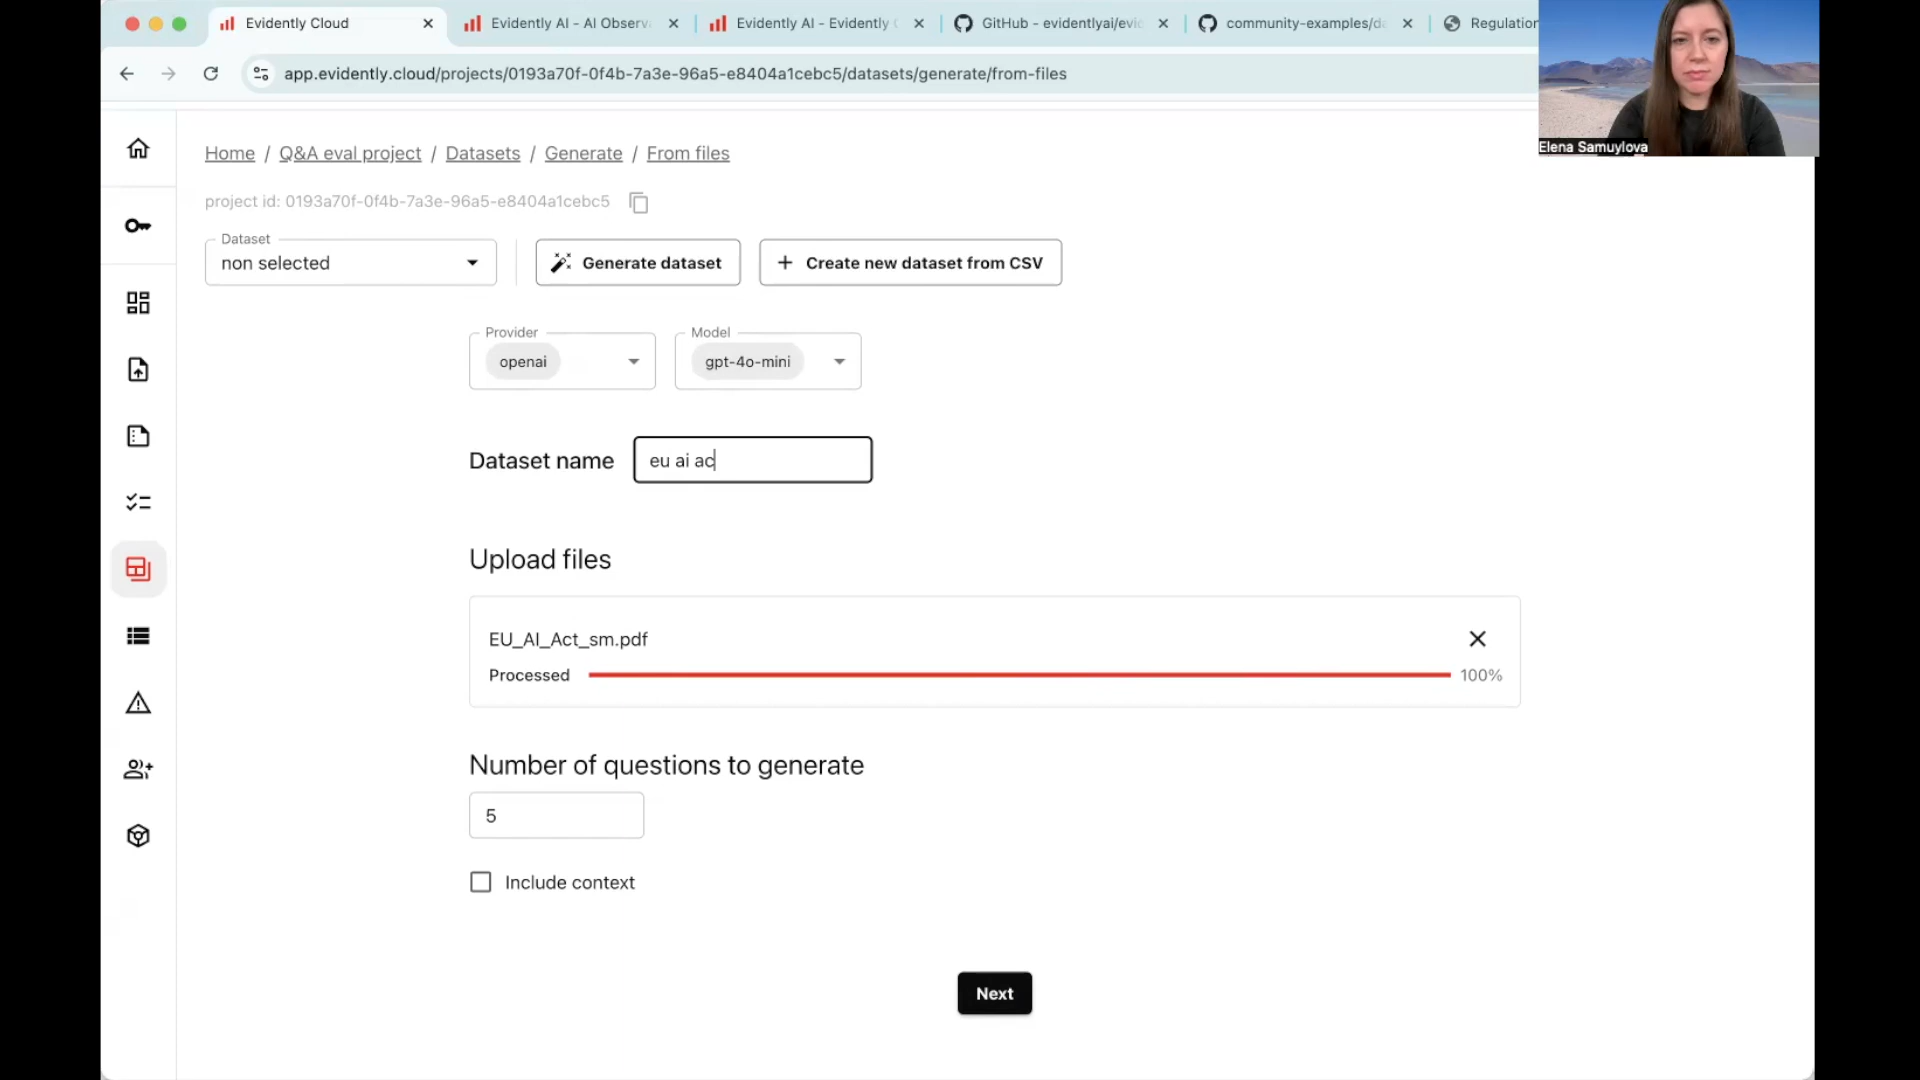 Evidently Cloud
Evidently AI - AI Observ
Evidently AI - Evidently
GitHub - evidentlyai/evi
community-examples/d
Regulation
app.evidently.cloud/projects/0193a70f-0f4b-7a3e-96a5-e8404a1cebc5/datasets/generate/from-files
Elena Samuylova
Home / Q&A eval project / Datasets / Generate / From files
project id: 0193a70f-0f4b-7a3e-96a5-e8404a1cebc5
Dataset
non selected
Generate dataset
+ Create new dataset from CSV
Provider
openai
Model
gpt-4o-mini
Dataset name
eu ai ac
Upload files
EU_AI_Act_sm.pdf
Processed
100%
Number of questions to generate
5
Include context
Next